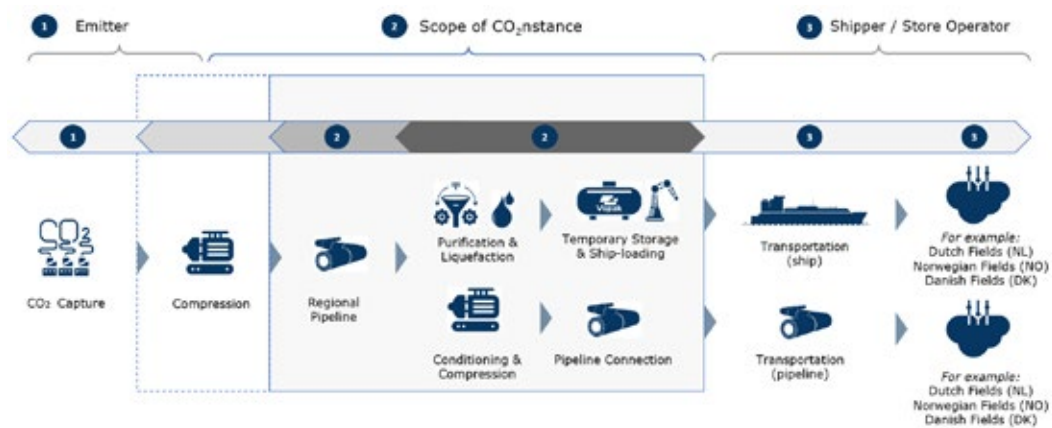 1 Emitter
2 Scope of CO₂nstance
3 Shipper / Store Operator
1
2
2
3
3
CO₂
CO₂ Capture
Compression
Regional
Pipeline
Purification &
Liquefaction
Vopak
Temporary Storage
& Ship-loading
Transportation
(ship)
For example:
Dutch Fields (NL)
Norwegian Fields (NO)
Danish Fields (DK)
Conditioning &
Compression
Pipeline Connection
Transportation
(pipeline)
For example:
Dutch Fields (NL)
Norwegian Fields (NO)
Danish Fields (DK)